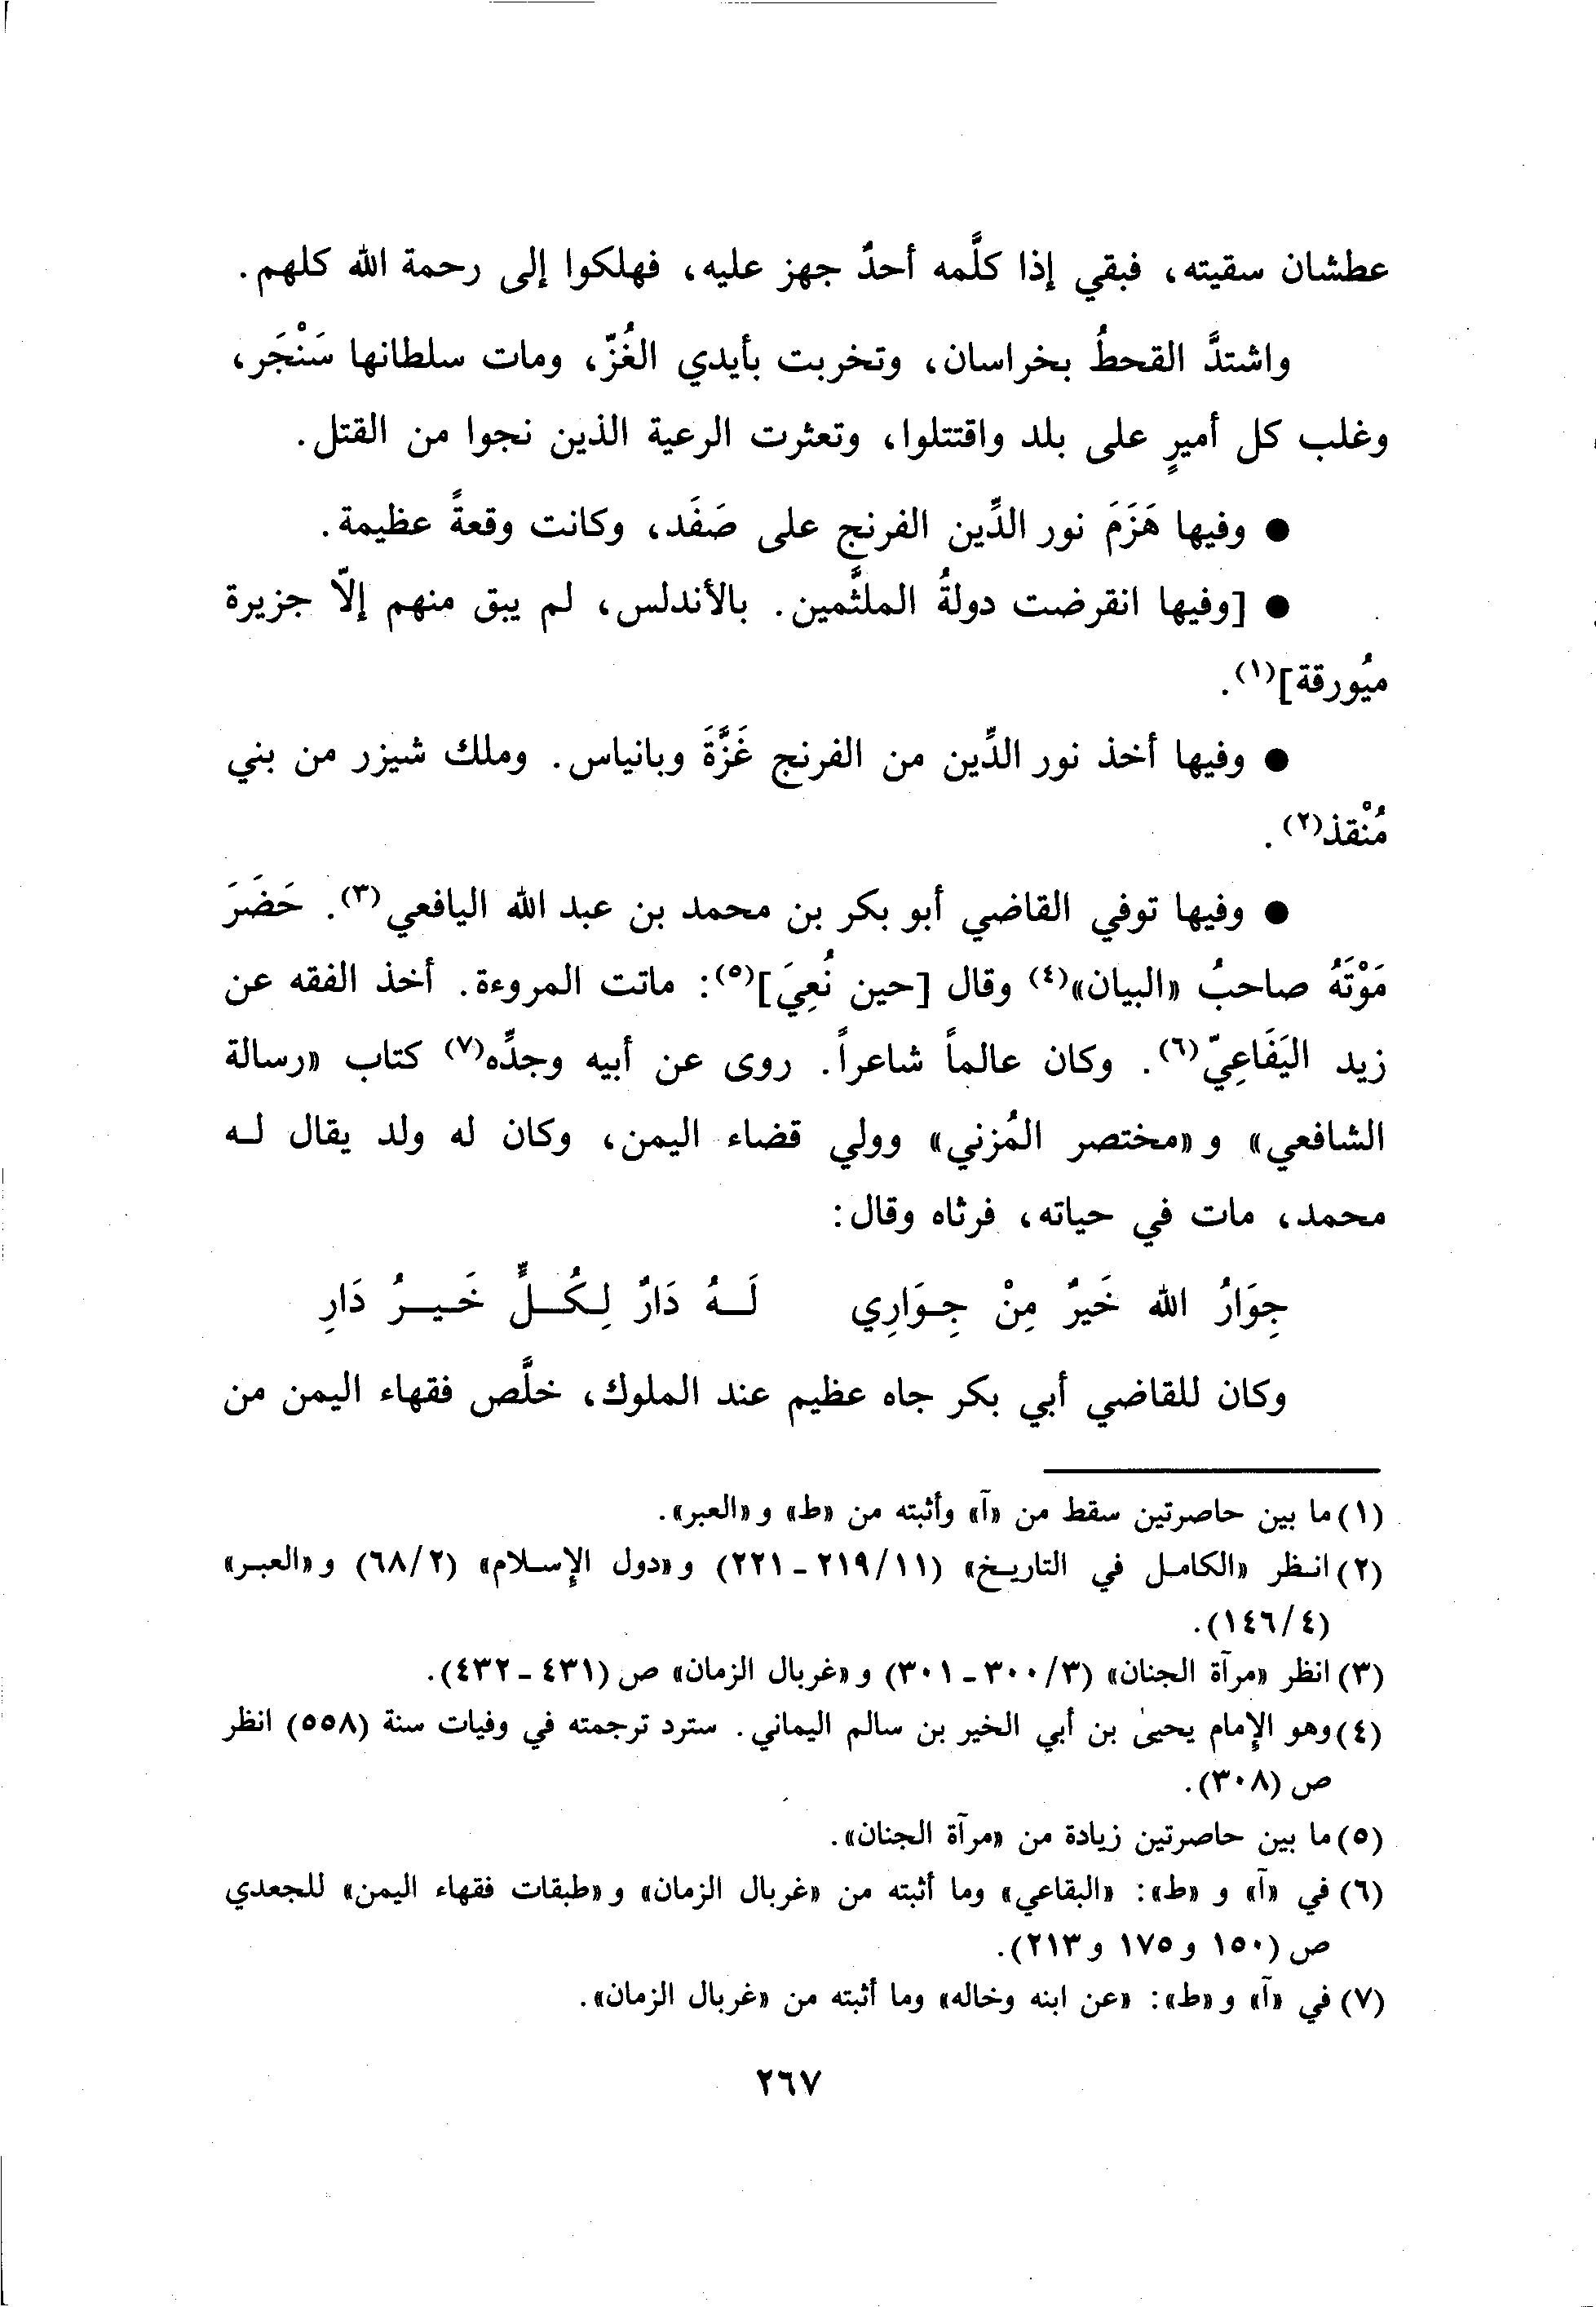 عطشان سقيته، فبقي إذا كلَّمه أحدٌ جهز عليه، فهلكوا إلى رحمة الله كلهم.
واشتدَّ القحطُ بخراسان، وتخربت بأيدي الغُزّ، ومات سلطانها سَنْجَر،
وغلب كل أميرٍ على بلد واقتتلوا، وتعثرت الرعية الذين نجوا من القتل.
● وفيها هَزَمَ نور الدِّين الفرنج على صَفَد، وكانت وقعةً عظيمة.
● [وفيها انقرضت دولةُ الملثَّمين. بالأندلس، لم يبق منهم إلّا جزيرة
ميُورقة](١).
● وفيها أخذ نور الدِّين من الفرنج غَزَّةَ وبانياس. وملك شيزر من بني
مُنْقذ(٢).
● وفيها توفي القاضي أبو بكر بن محمد بن عبد الله اليافعي(٣). حَضَرَ
مَوْتَهُ صاحبُ «البيان»(٤) وقال [حين نُعِيَ](٥): ماتت المروءة. أخذ الفقه عن
زيد اليَفَاعِيّ(٦). وكان عالماً شاعراً. روى عن أبيه وجدِّه(٧) كتاب «رسالة
الشافعي» و«مختصر المُزني» وولي قضاء اليمن، وكان له ولد يقال لـه
محمد، مات في حياته، فرثاه وقال:
جِوَارُ الله خَيرٌ مِنْ جِـوَارِي لَـهُ دَارٌ لِـكُـلٍّ خَـيـرُ دَارِ
وكان للقاضي أبي بكر جاه عظيم عند الملوك، خلَّص فقهاء اليمن من
(١) ما بين حاصرتين سقط من «آ» وأثبته من «ط» و«العبر».
(٢) انـظر «الكامـل في التاريـخ» (٢١٩/١١ - ٢٢١) و«دول الإسـلام» (٦٨/٢) و«العبـر»
(١٤٦/٤).
(٣) انظر «مرآة الجنان» (٣٠٠/٣ - ٣٠١) و«غربال الزمان» ص (٤٣١ - ٤٣٢).
(٤) وهو الإمام يحيىٰ بن أبي الخير بن سالم اليماني. سترد ترجمته في وفيات سنة (٥٥٨) انظر
ص (٣٠٨).
(٥) ما بين حاصرتين زيادة من «مرآة الجنان».
(٦) في «آ» و «ط»: «البقاعي» وما أثبته من «غربال الزمان» و«طبقات فقهاء اليمن» للجعدي
ص (١٥٠ و١٧٥ و٢١٣).
(٧) في «آ» و«ط»: «عن ابنه وخاله» وما أثبته من «غربال الزمان».
٢٦٧